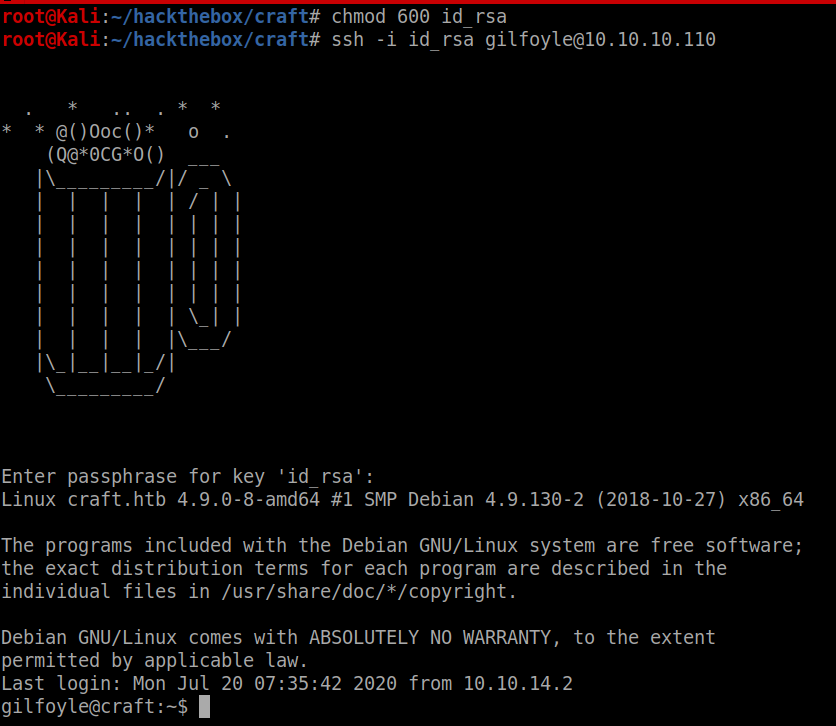 root@Kali:~/hackthebox/craft# chmod 600 id_rsa
root@Kali:~/hackthebox/craft# ssh -i id_rsa gilfoyle@10.10.10.110
  .   *   ..  . *  *
*  * @()Ooc()*   o  .
    (Q@*0CG*O()  ___
   |\_________/|/ _ \
   |  |  |  |  | / | |
   |  |  |  |  | | | |
   |  |  |  |  | | | |
   |  |  |  |  | | | |
   |  |  |  |  | | | |
   |  |  |  |  | \_| |
   |  |  |  |  |\___/
   |\_|__|__|_/|
    \_________/
Enter passphrase for key 'id_rsa':
Linux craft.htb 4.9.0-8-amd64 #1 SMP Debian 4.9.130-2 (2018-10-27) x86_64
The programs included with the Debian GNU/Linux system are free software;
the exact distribution terms for each program are described in the
individual files in /usr/share/doc/*/copyright.
Debian GNU/Linux comes with ABSOLUTELY NO WARRANTY, to the extent
permitted by applicable law.
Last login: Mon Jul 20 07:35:42 2020 from 10.10.14.2
gilfoyle@craft:~$